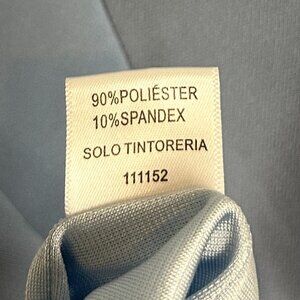 90%POLIÉSTER
10%SPANDEX
SOLO TINTORERIA
111152